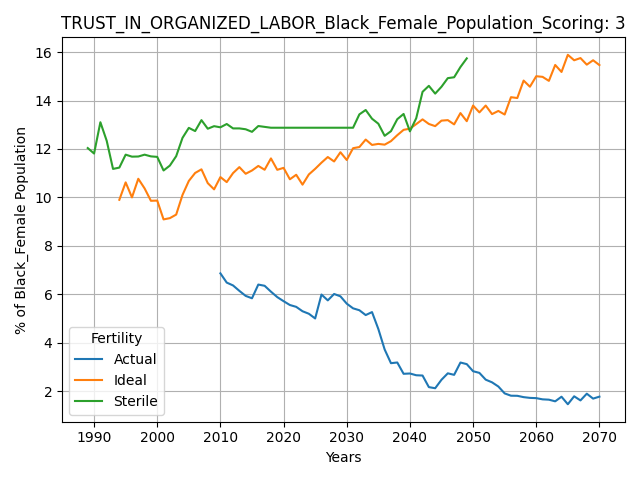 TRUST_IN_ORGANIZED_LABOR_Black_Female_Population_Scoring: 3
16
14
12
10
8
6
4
2
% of Black_Female Population
Fertility
Actual
Ideal
Sterile
1990 2000 2010 2020 2030 2040 2050 2060 2070
Years